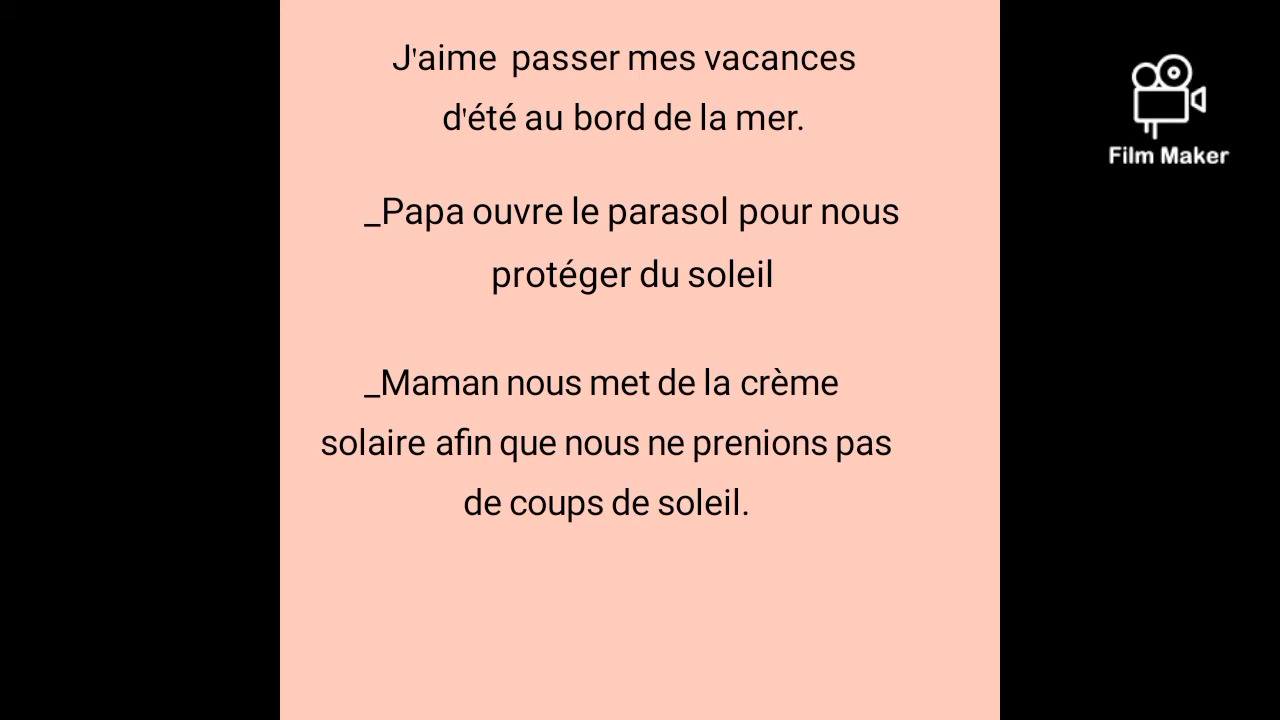 J'aime passer mes vacances
d'été au bord de la mer.
_Papa ouvre le parasol pour nous
protéger du soleil
_Maman nous met de la crème
solaire afin que nous ne prenions pas
de coups de soleil.
Film Maker